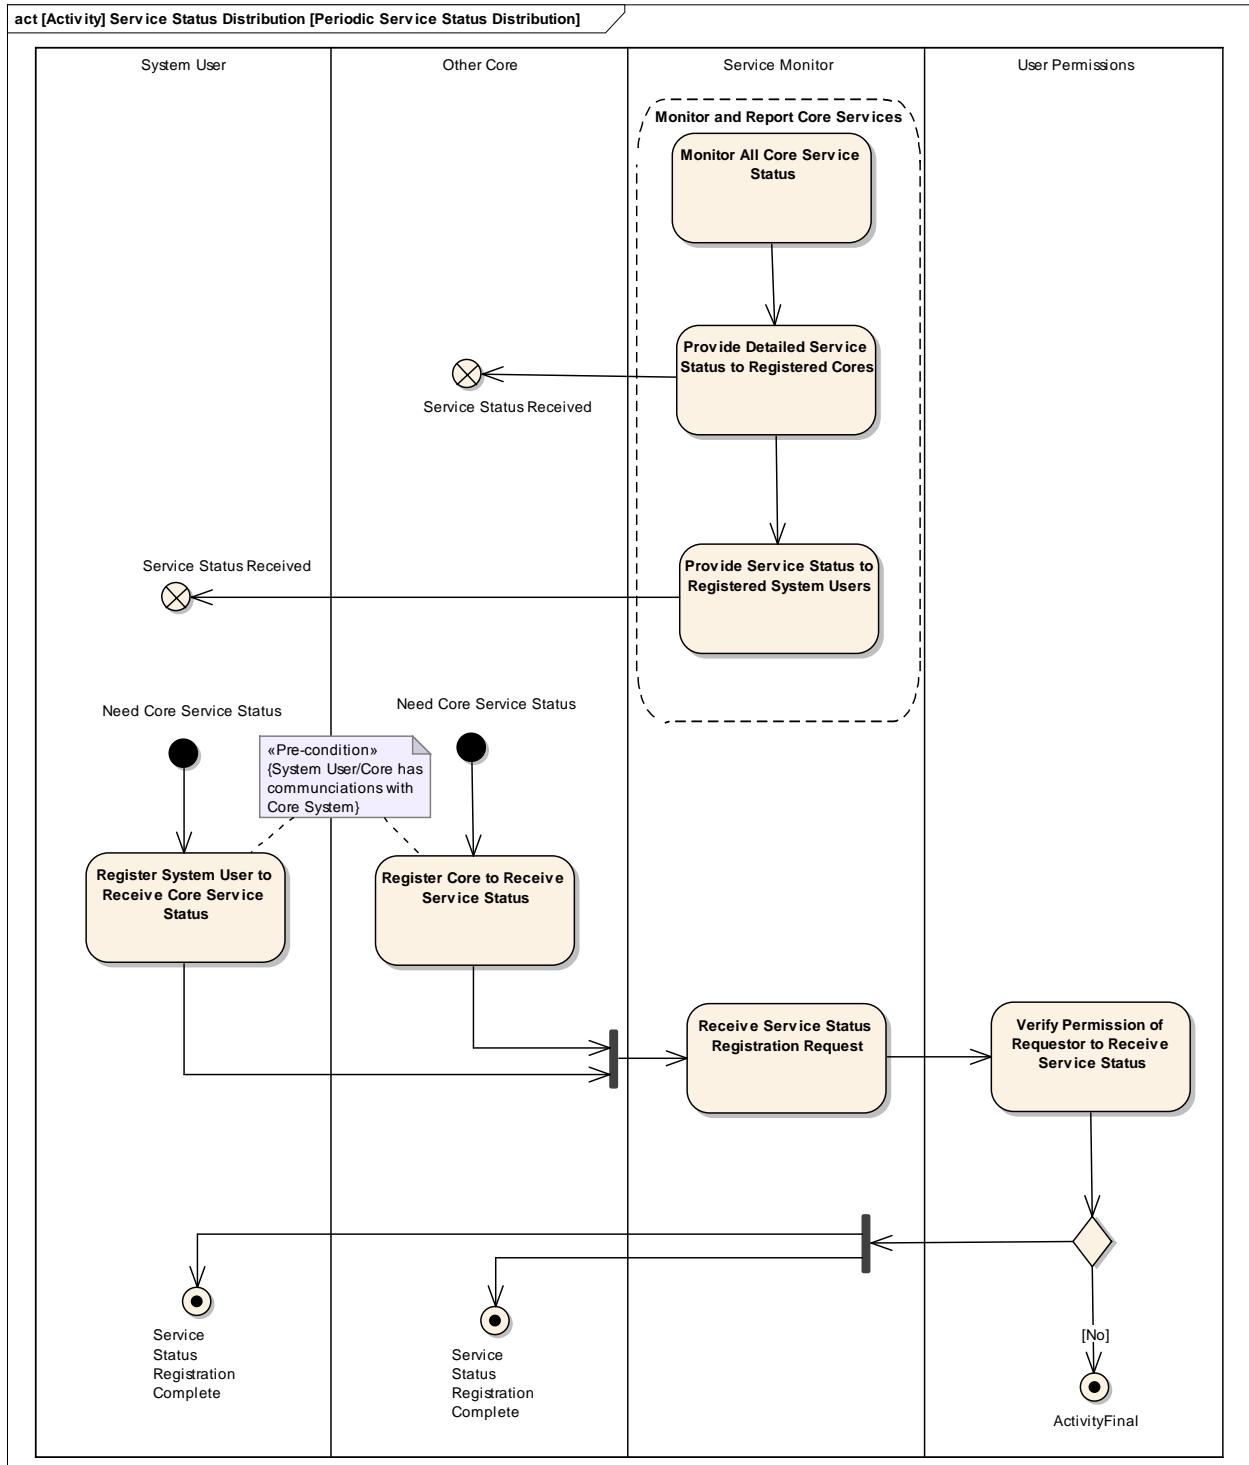 act [Activity] Service Status Distribution [Periodic Service Status Distribution]
System User
Other Core
Service Monitor
User Permissions
Monitor and Report Core Services
Monitor All Core Service
Status
Provide Detailed Service
Status to Registered Cores
Service Status Received
Provide Service Status to
Registered System Users
Service Status Received
Need Core Service Status
Need Core Service Status
«Pre-condition»
{System User/Core has
communciations with
Core System}
Register System User to
Receive Core Service
Status
Register Core to Receive
Service Status
Receive Service Status
Registration Request
Verify Permission of
Requestor to Receive
Service Status
[No]
Service
Status
Registration
Complete
Service
Status
Registration
Complete
ActivityFinal